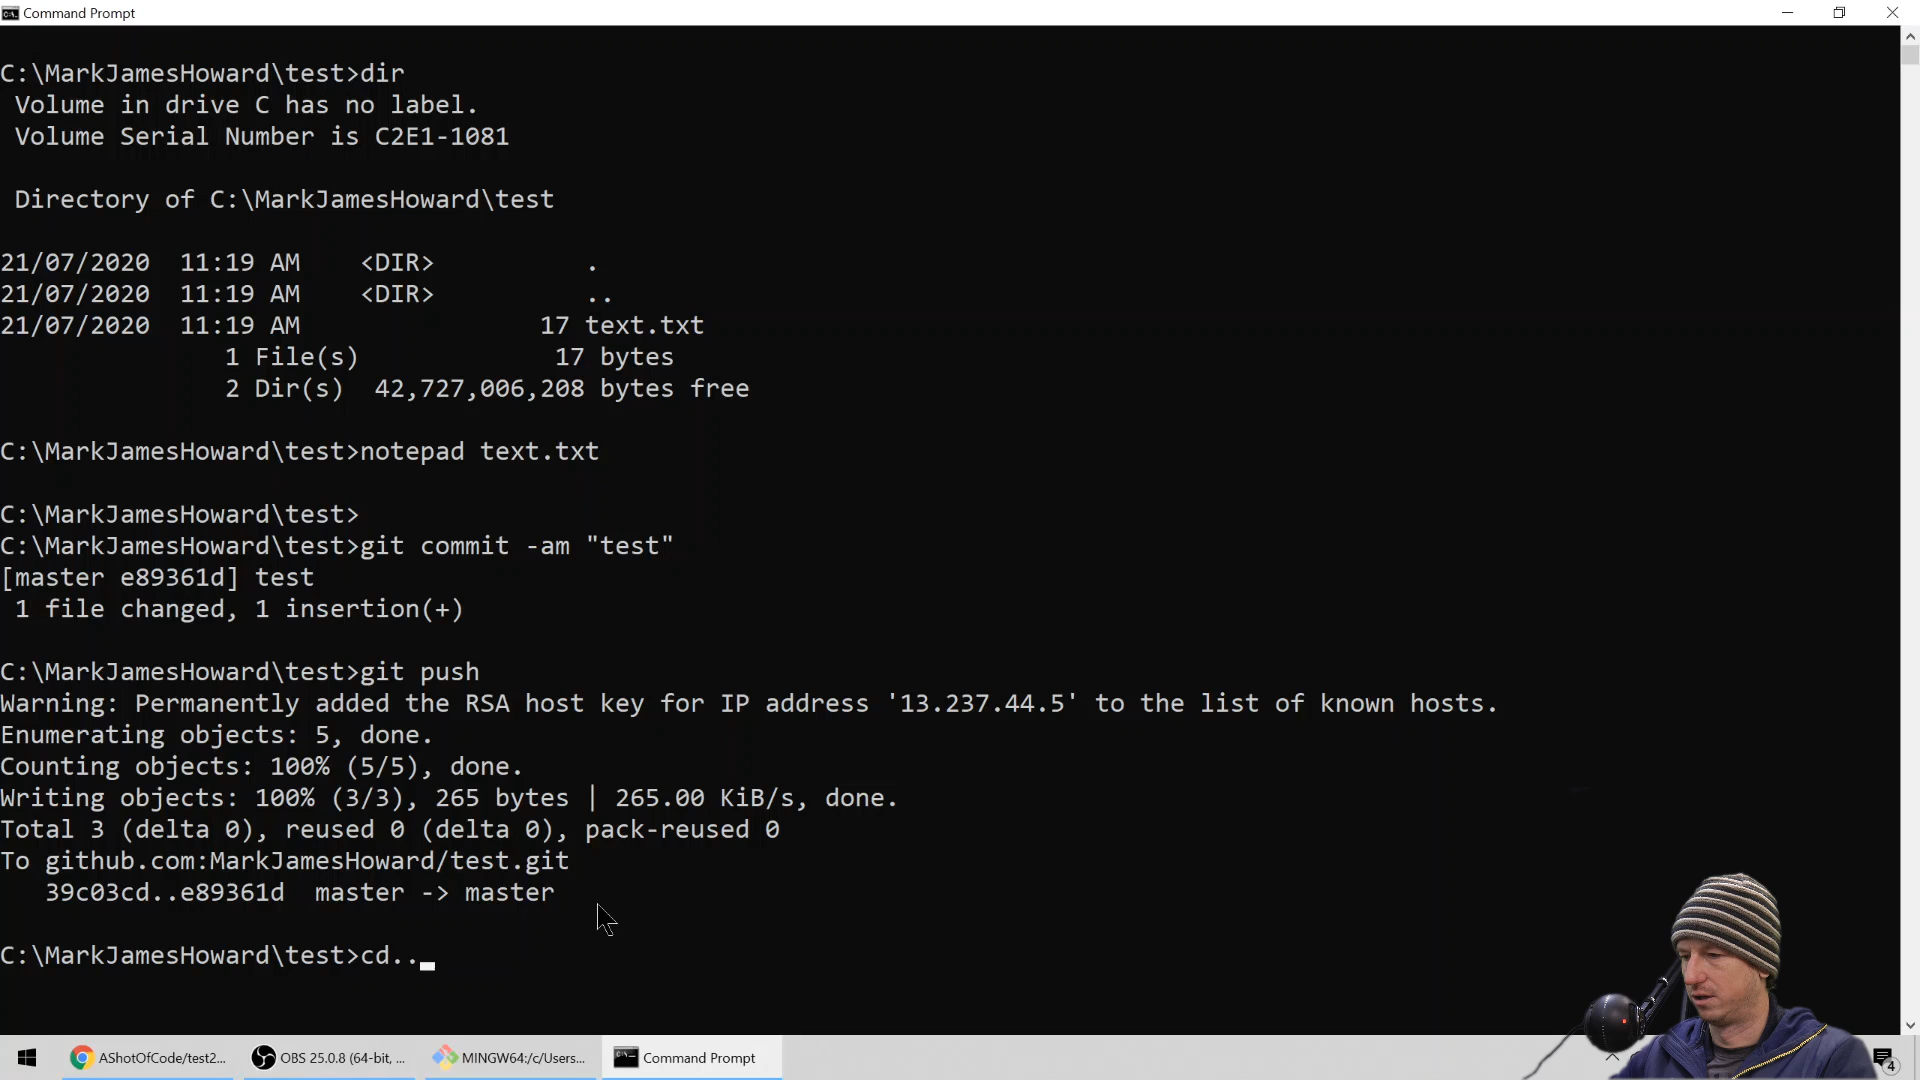 Command Prompt
C:\MarkJamesHoward\test>dir
Volume in drive C has no label.
Volume Serial Number is C2E1-1081
Directory of C:\MarkJamesHoward\test
21/07/2020  11:19 AM    <DIR>          .
21/07/2020  11:19 AM    <DIR>          ..
21/07/2020  11:19 AM                17 text.txt
1 File(s)             17 bytes
2 Dir(s)  42,727,006,208 bytes free
C:\MarkJamesHoward\test>notepad text.txt
C:\MarkJamesHoward\test>
C:\MarkJamesHoward\test>git commit -am "test"
[master e89361d] test
1 file changed, 1 insertion(+)
C:\MarkJamesHoward\test>git push
Warning: Permanently added the RSA host key for IP address '13.237.44.5' to the list of known hosts.
Enumerating objects: 5, done.
Counting objects: 100% (5/5), done.
Writing objects: 100% (3/3), 265 bytes | 265.00 KiB/s, done.
Total 3 (delta 0), reused 0 (delta 0), pack-reused 0
To github.com:MarkJamesHoward/test.git
39c03cd..e89361d  master -> master
C:\MarkJamesHoward\test>cd..
AShotOfCode/test2... OBS 25.0.8 (64-bit, ... MINGW64:/c/Users... Command Prompt 4